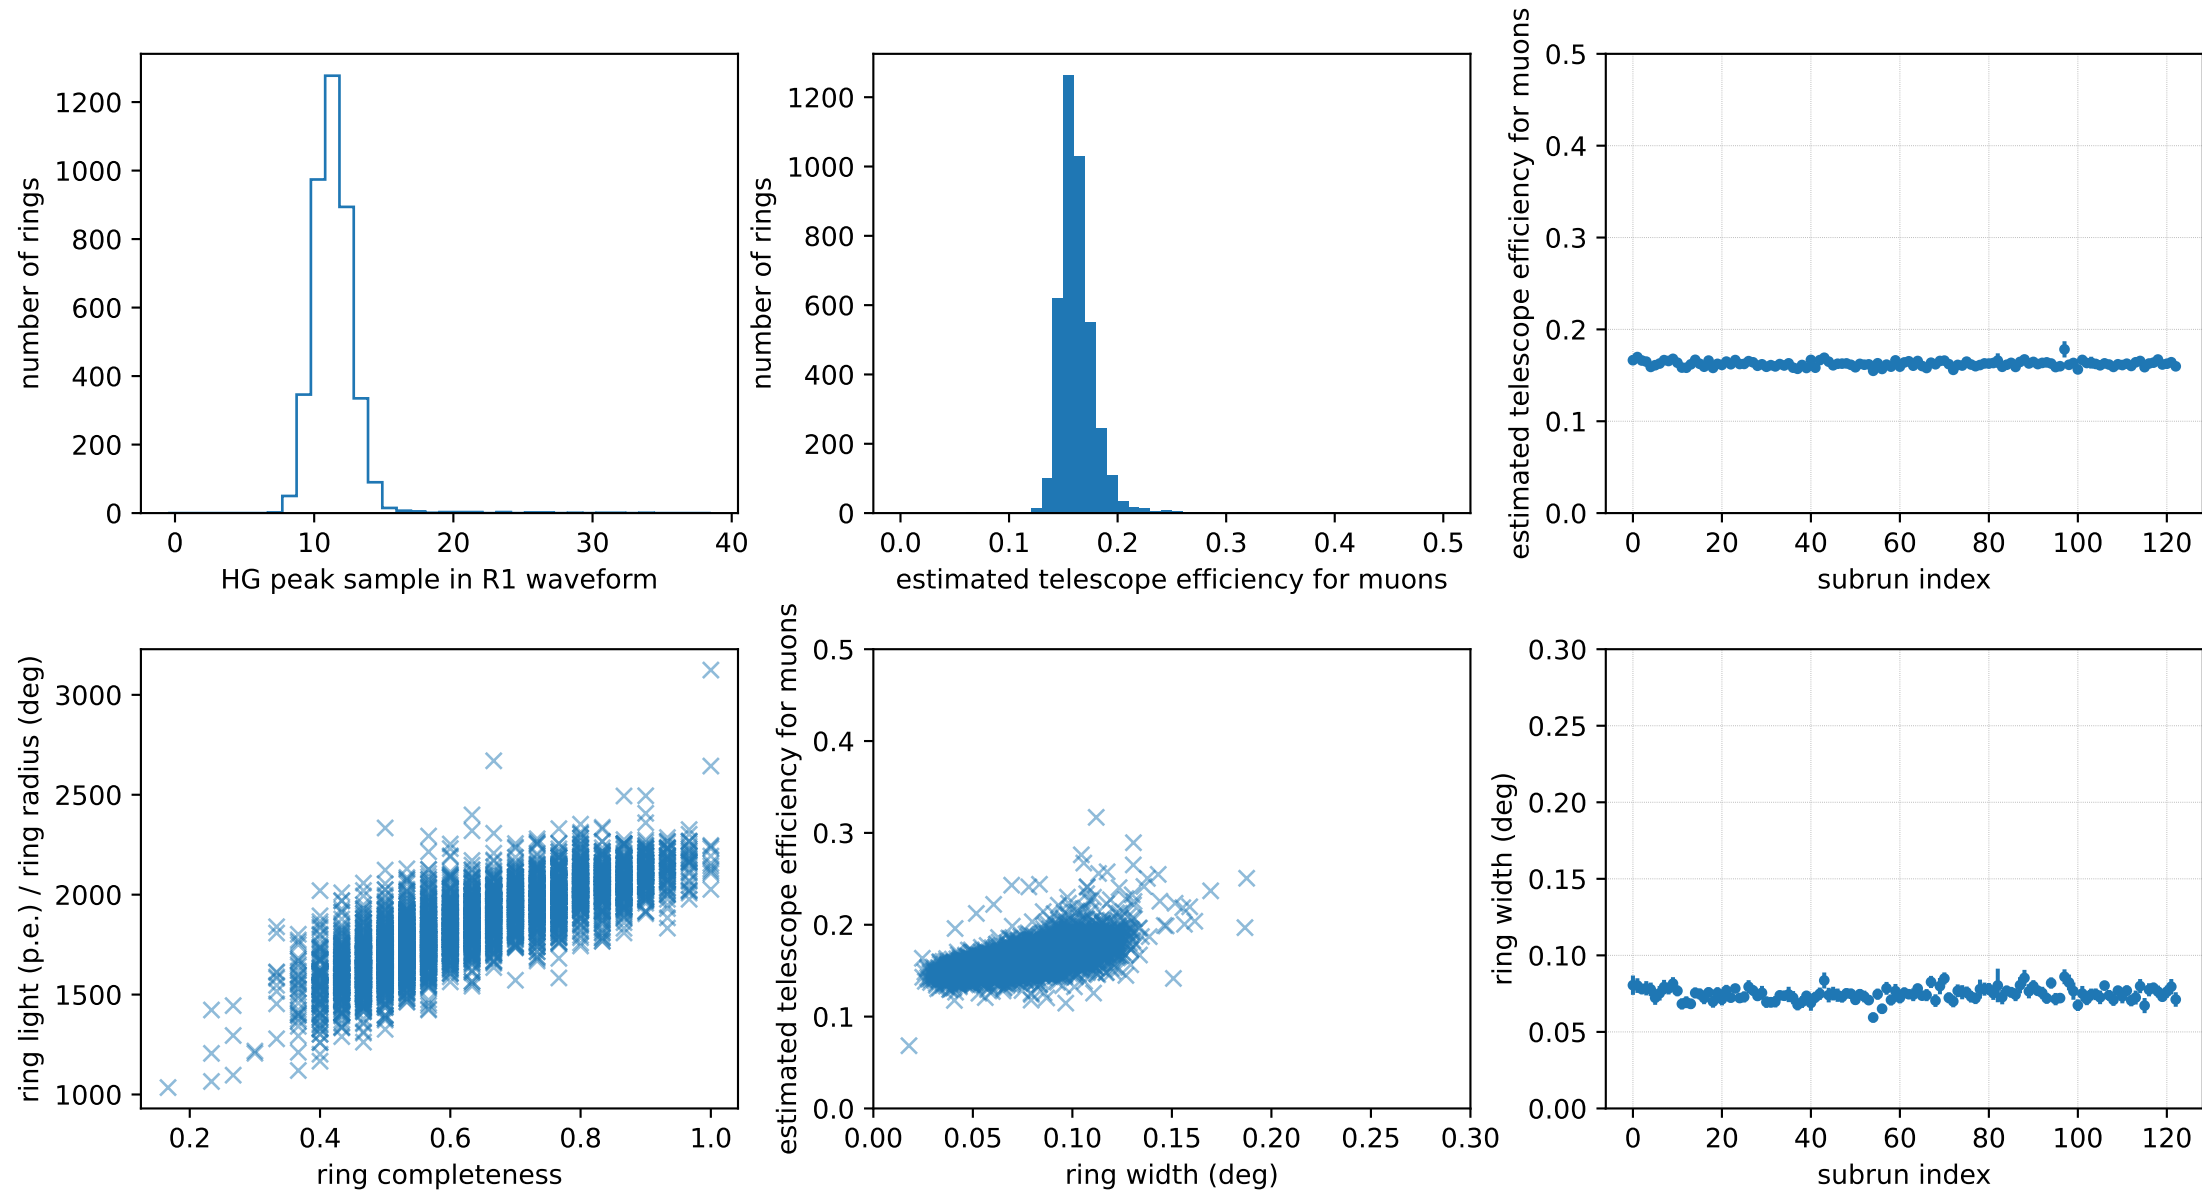 number of rings
1200
1000
800
600
400
200
0
0 10 20 30 40
HG peak sample in R1 waveform
number of rings
1200
1000
800
600
400
200
0
0.0 0.1 0.2 0.3 0.4 0.5
estimated telescope efficiency for muons
estimated telescope efficiency for muons
0.5
0.4
0.3
0.2
0.1
0.0
0 20 40 60 80 100 120
subrun index
ring light (p.e.) / ring radius (deg)
3000
2500
2000
1500
1000
0.2 0.4 0.6 0.8 1.0
ring completeness
estimated telescope efficiency for muons
0.5
0.4
0.3
0.2
0.1
0.0
0.00 0.05 0.10 0.15 0.20 0.25 0.30
ring width (deg)
ring width (deg)
0.30
0.25
0.20
0.15
0.10
0.05
0.00
0 20 40 60 80 100 120
subrun index